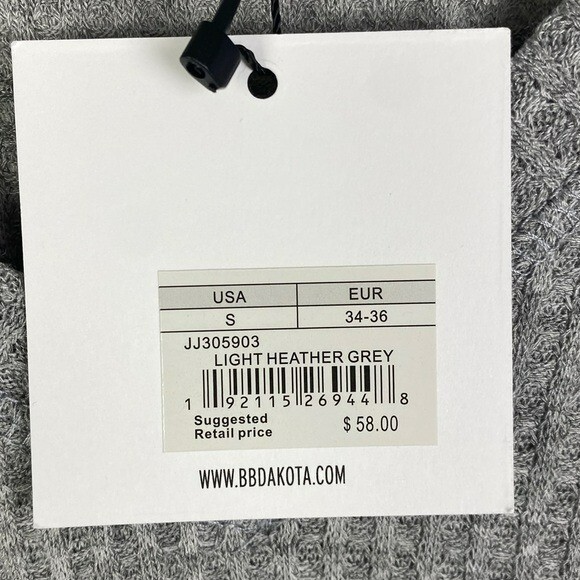 USA EUR
S 34-36
JJ305903
LIGHT HEATHER GREY
1 92115 26944 8
Suggested
Retail price $ 58.00
WWW.BBDAKOTA.COM